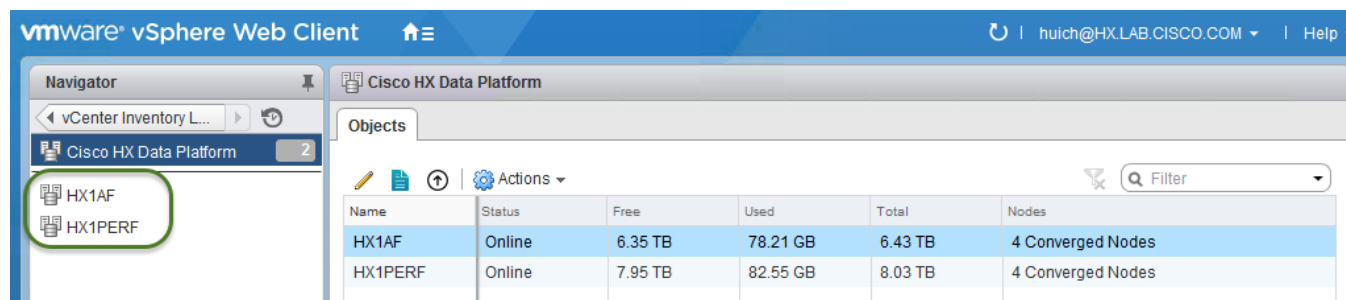 vmware® vSphere Web Client
huich@HX.LAB.CISCO.COM
Help
Navigator
vCenter Inventory L...
Cisco HX Data Platform 2
HX1AF
HX1PERF
Cisco HX Data Platform
Objects
Actions
Filter
Name Status Free Used Total Nodes
HX1AF Online 6.35 TB 78.21 GB 6.43 TB 4 Converged Nodes
HX1PERF Online 7.95 TB 82.55 GB 8.03 TB 4 Converged Nodes